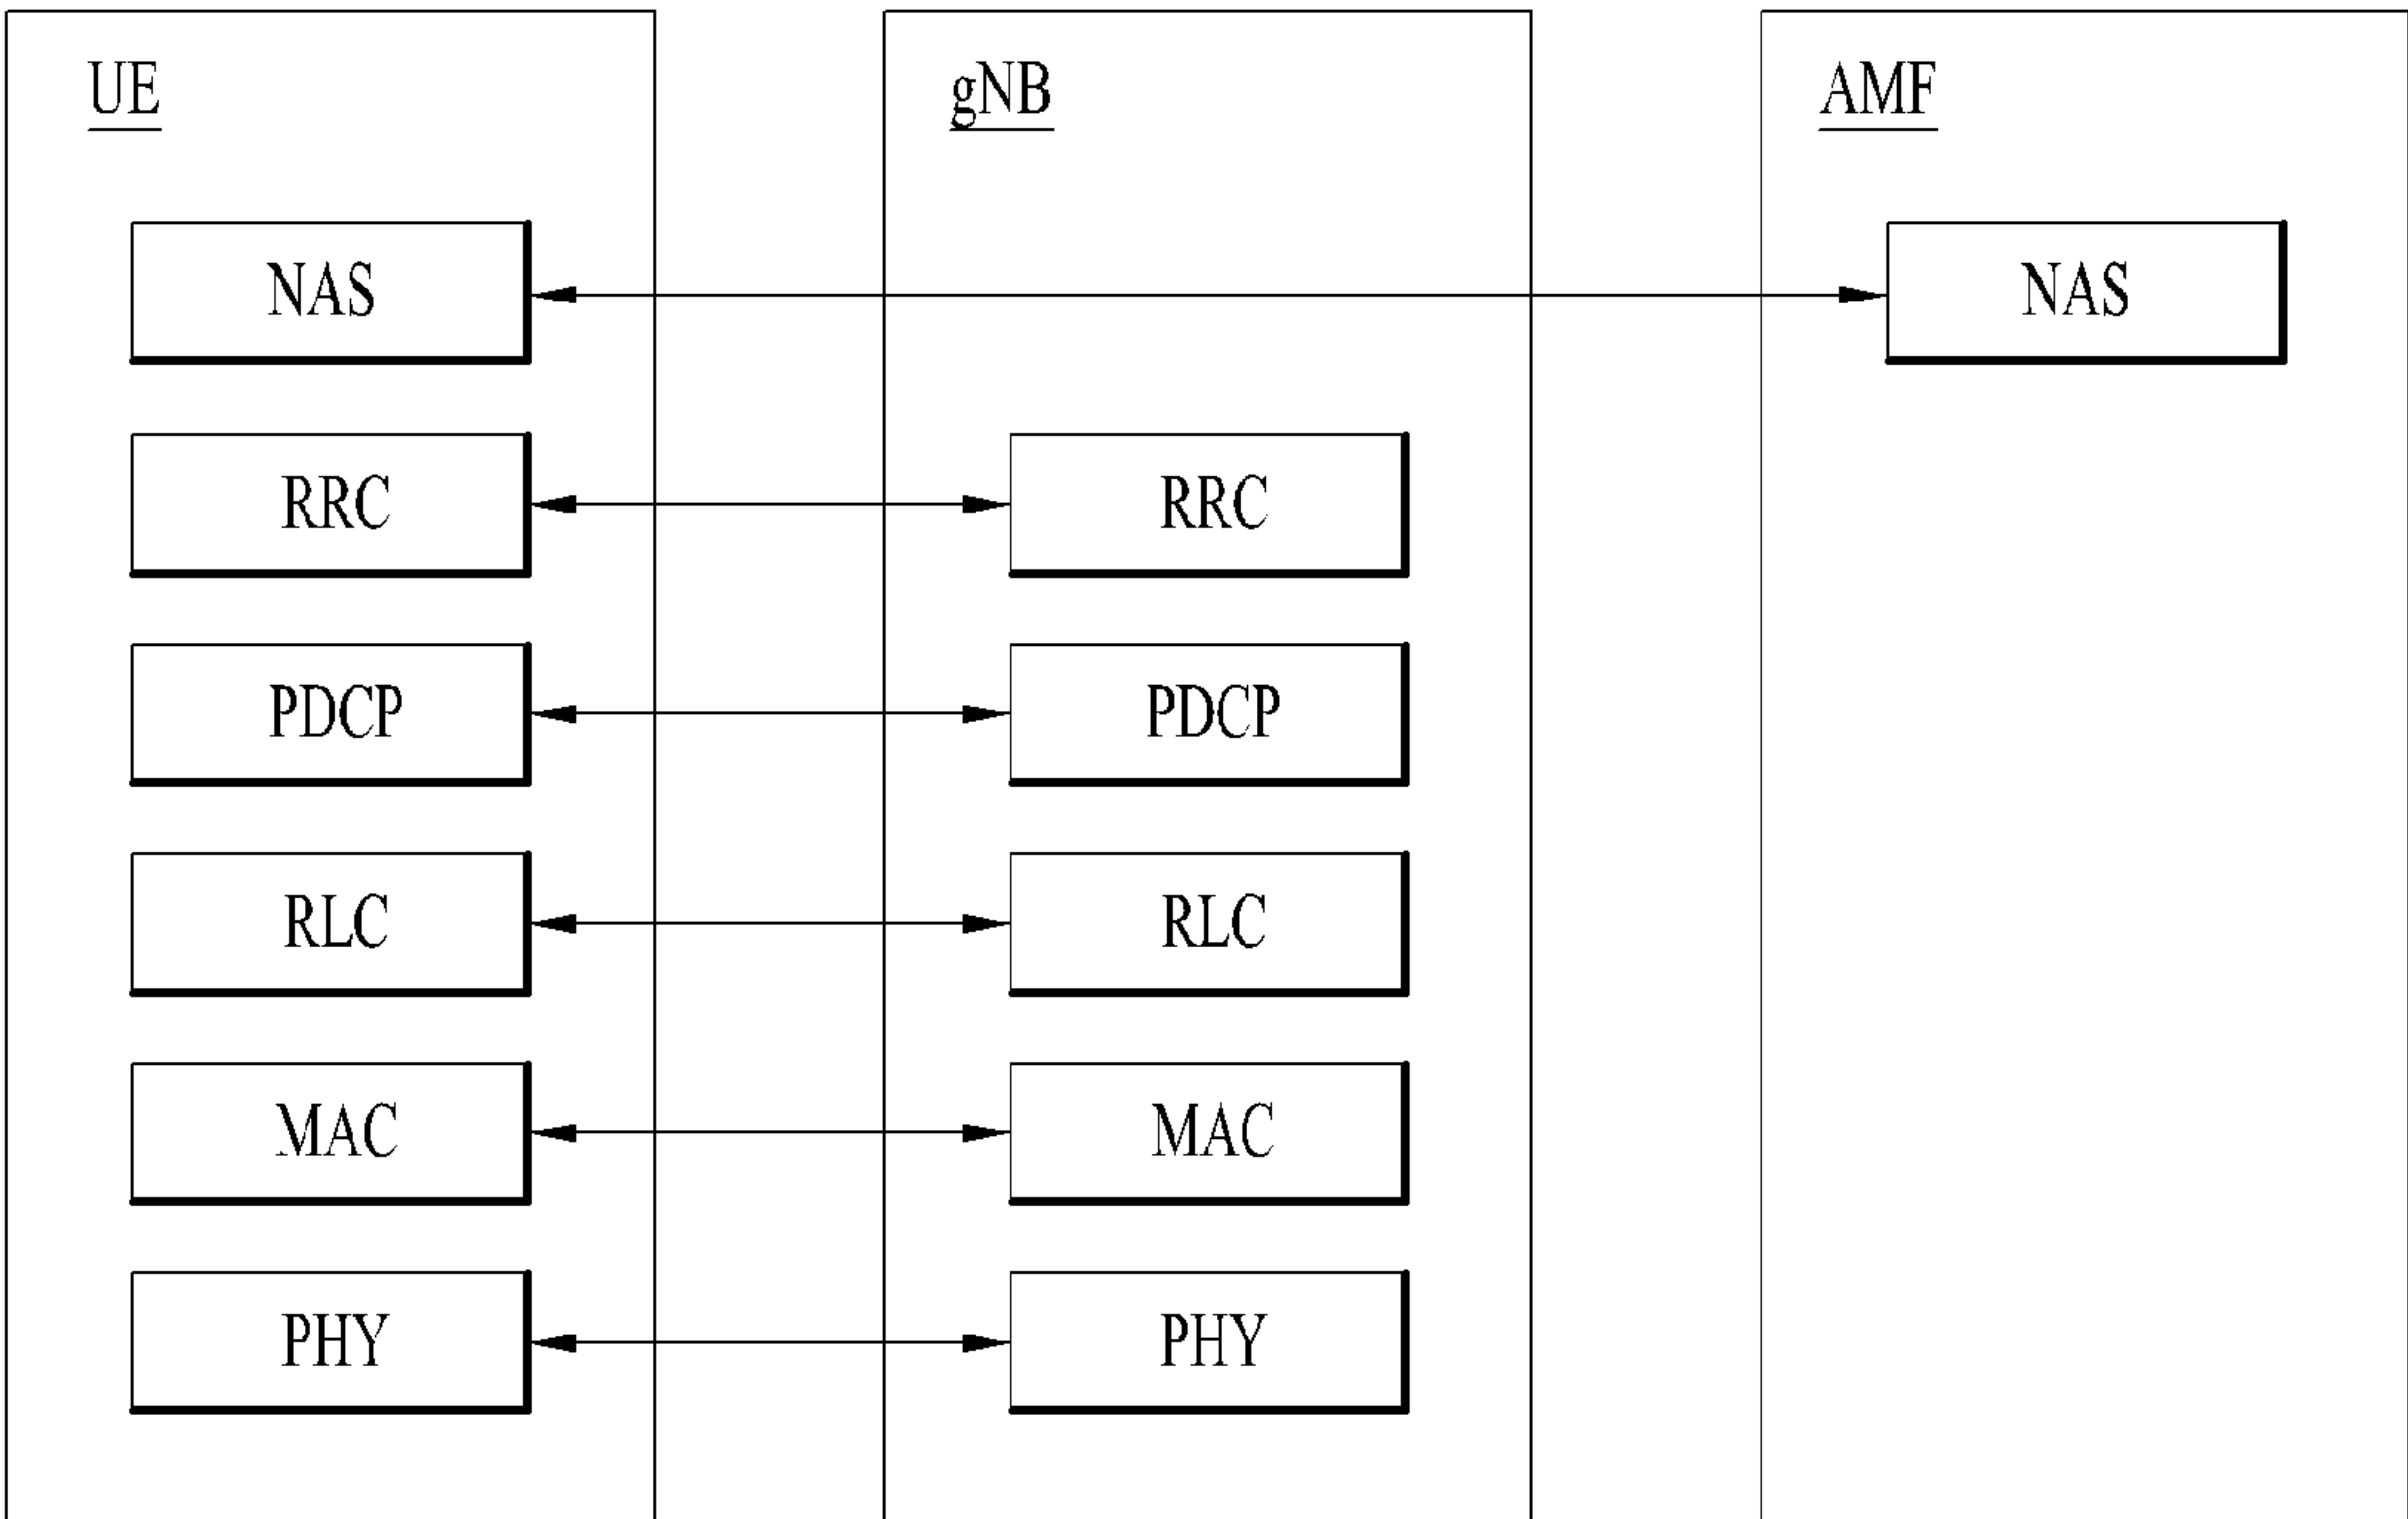 UE gNB AMF
NAS NAS
RRC RRC
PDCP PDCP
RLC RLC
MAC MAC
PHY PHY